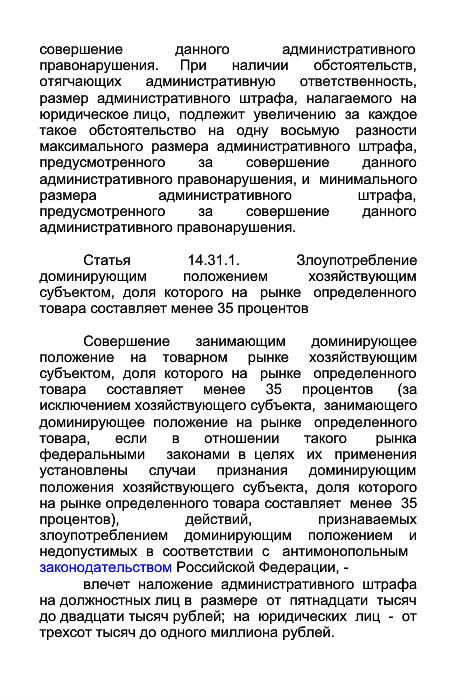 совершение данного административного
правонарушения. При наличии обстоятельств,
отягчающих административную ответственность,
размер административного штрафа, налагаемого на
юридическое лицо, подлежит увеличению за каждое
такое обстоятельство на одну восьмую разности
максимального размера административного штрафа,
предусмотренного за совершение данного
административного правонарушения, и минимального
размера административного штрафа,
предусмотренного за совершение данного
административного правонарушения.
Статья 14.31.1. Злоупотребление
доминирующим положением хозяйствующим
субъектом, доля которого на рынке определенного
товара составляет менее 35 процентов
Совершение занимающим доминирующее
положение на товарном рынке хозяйствующим
субъектом, доля которого на рынке определенного
товара составляет менее 35 процентов (за
исключением хозяйствующего субъекта, занимающего
доминирующее положение на рынке определенного
товара, если в отношении такого рынка
федеральными законами в целях их применения
установлены случаи признания доминирующим
положения хозяйствующего субъекта, доля которого
на рынке определенного товара составляет менее 35
процентов), действий, признаваемых
злоупотреблением доминирующим положением и
недопустимых в соответствии с антимонопольным
законодательством Российской Федерации, -
влечет наложение административного штрафа
на должностных лиц в размере от пятнадцати тысяч
до двадцати тысяч рублей; на юридических лиц - от
трехсот тысяч до одного миллиона рублей.